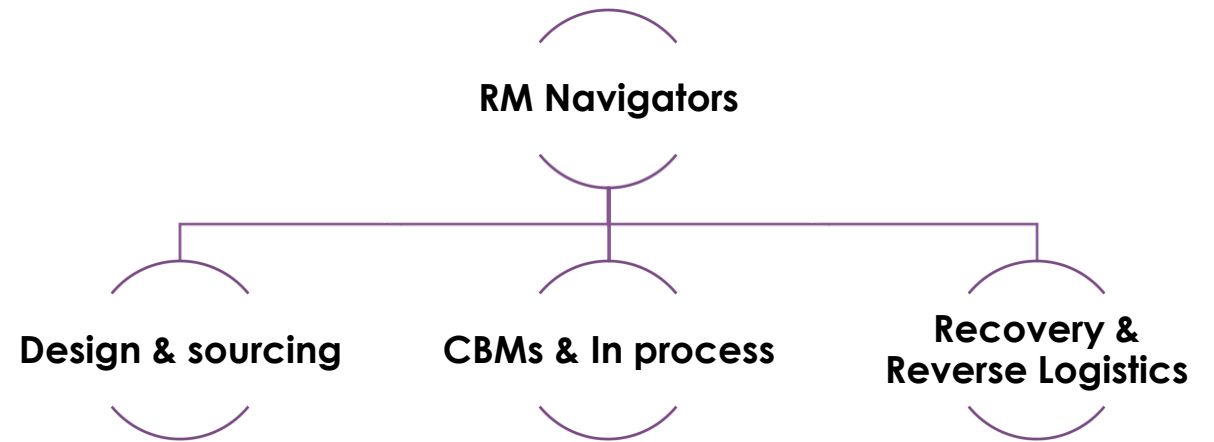 RM Navigators
Design & sourcing
CBMs & In process
Recovery &
Reverse Logistics